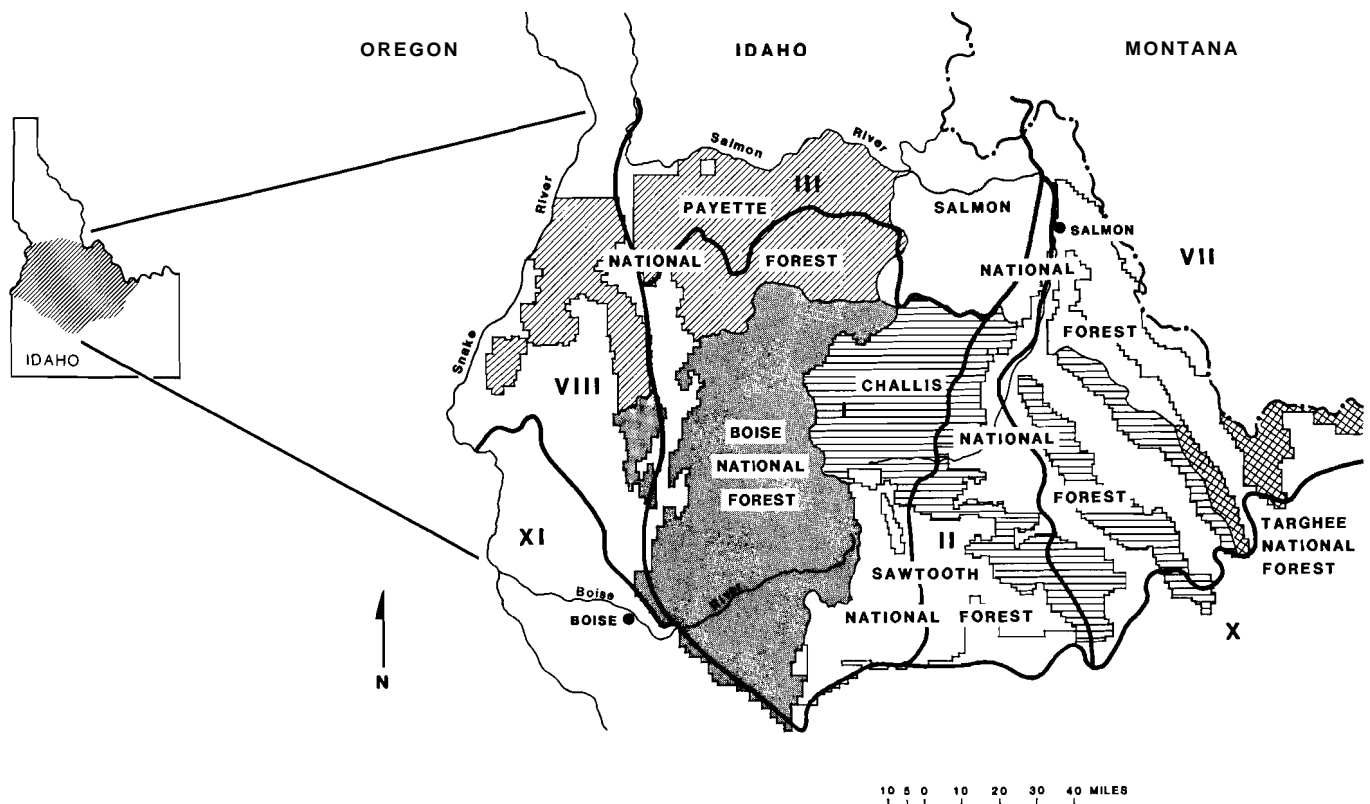 OREGON
IDAHO
MONTANA
Salmon
River
III
PAYETTE
SALMON
SALMON
River
NATIONAL
FOREST
NATIONAL
VII
IDAHO
Snake
FOREST
VIII
CHALLIS
I
BOISE
NATIONAL
NATIONAL
FOREST
FOREST
XI
II
TARGHEE
NATIONAL
FOREST
SAWTOOTH
Boise
River
BOISE
NATIONAL
FOREST
X
N
10 5 0 10 20 30 40 MILES